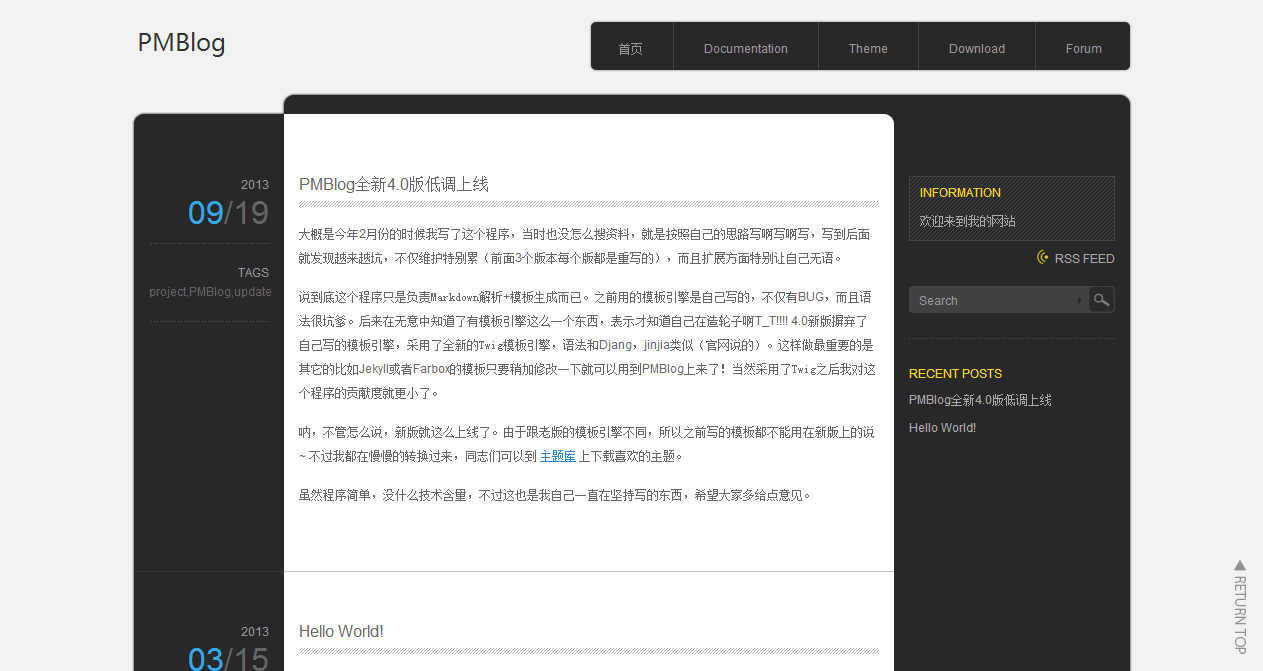 PMBlog
首页 Documentation Theme Download Forum
2013
09/19
TAGS
project,PMBlog,update
PMBlog全新4.0版低调上线
大概是今年2月份的时候我写了这个程序，当时也没怎么搜资料，就是按照自己的思路写啊写啊写，写到后面
就发现越来越坑，不仅维护特别累（前面3个版本每个版都是重写的），而且扩展方面特别让自己无语。
说到底这个程序只是负责Markdown解析+模板生成而已。之前用的模板引擎是自己写的，不仅有BUG，而且语
法很坑爹。后来在无意中知道了有模板引擎这么一个东西，表示才知道自己在造轮子啊T_T!!!! 4.0新版摒弃了
自己写的模板引擎，采用了全新的Twig模板引擎，语法和Djang，jinjia类似（官网说的）。这样做最重要的是
其它的比如Jekyll或者Farbox的模板只要稍加修改一下就可以用到PMBlog上来了！当然采用了Twig之后我对这
个程序的贡献度就更小了。
呐，不管怎么说，新版就这么上线了。由于跟老版的模板引擎不同，所以之前写的模板都不能用在新版上的说
~ 不过我都在慢慢的转换过来，同志们可以到 主题库 上下载喜欢的主题。
虽然程序简单，没什么技术含量，不过这也是我自己一直在坚持写的东西，希望大家多给点意见。
INFORMATION
欢迎来到我的网站
RSS FEED
Search
RECENT POSTS
PMBlog全新4.0版低调上线
Hello World!
2013
03/15
Hello World!
RETURN TOP